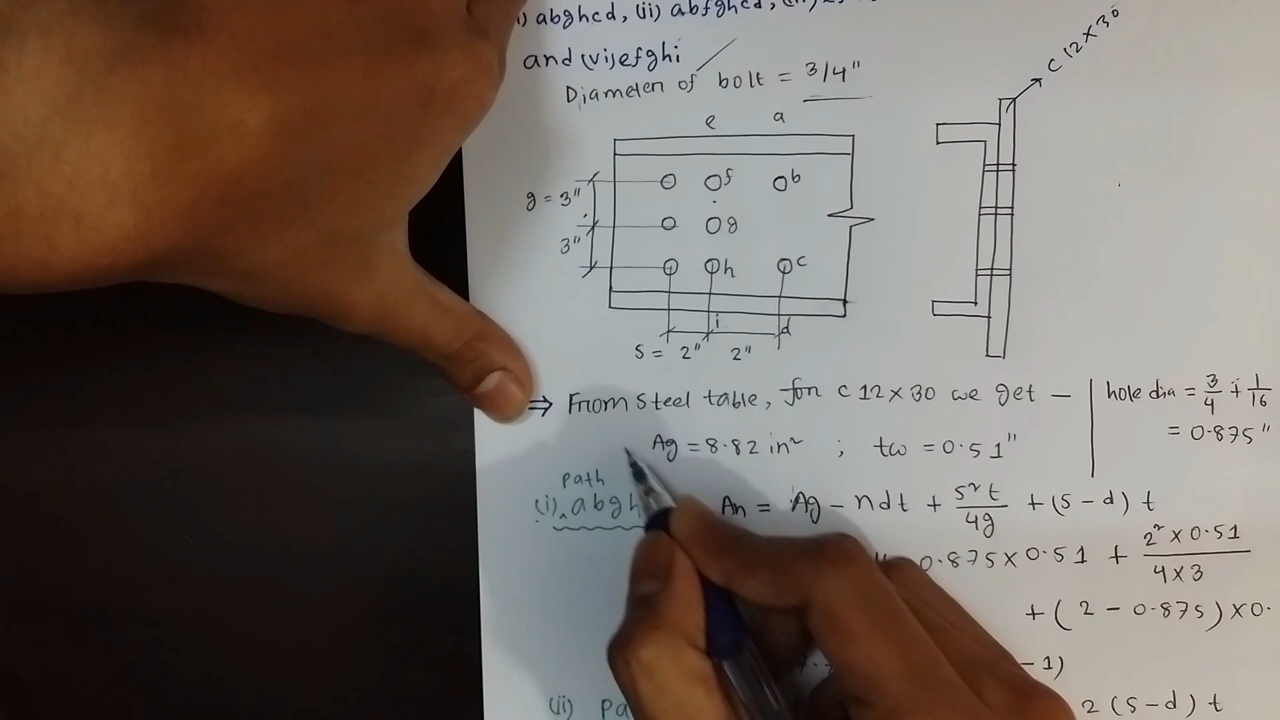 i) abghcd, (ii) abfghcd,
and (vi) efghi
Diameter of bolt = 3/4"
e a
C 12 X 30
f b
g = 3"
g
3"
h c
i d
S = 2" 2"
⇒ From Steel table, for C 12 X 30 we get —
hole dia = 3/4 + 1/16
= 0.875"
Ag = 8.82 in² ; tw = 0.51"
Path
(i) abgh
An = Ag - ndt + s²t/4g + (s - d) t
0.875 X 0.51 + 2² X 0.51 / 4 X 3
+ ( 2 - 0.875) X 0.
- 1)
(ii) Pa
2 (s - d) t